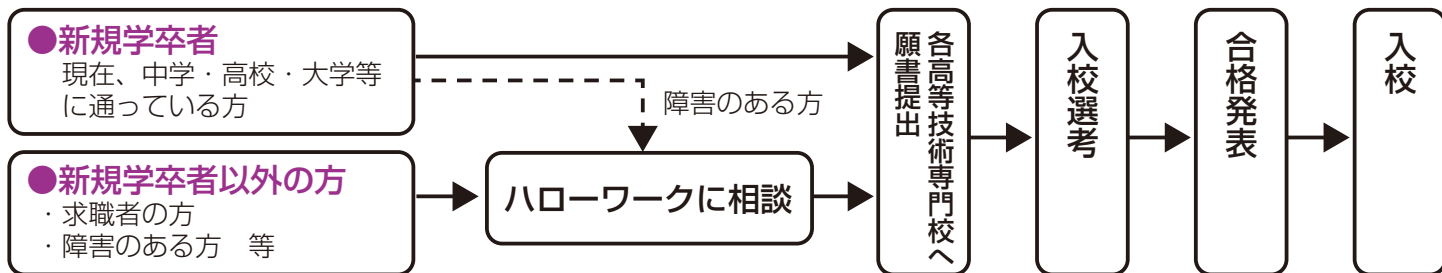 ●新規学卒者
現在、中学・高校・大学等
に通っている方
障害のある方
●新規学卒者以外の方
・求職者の方
・障害のある方　等
ハローワークに相談
各高等技術専門校へ
願書提出
入校選考
合格発表
入校